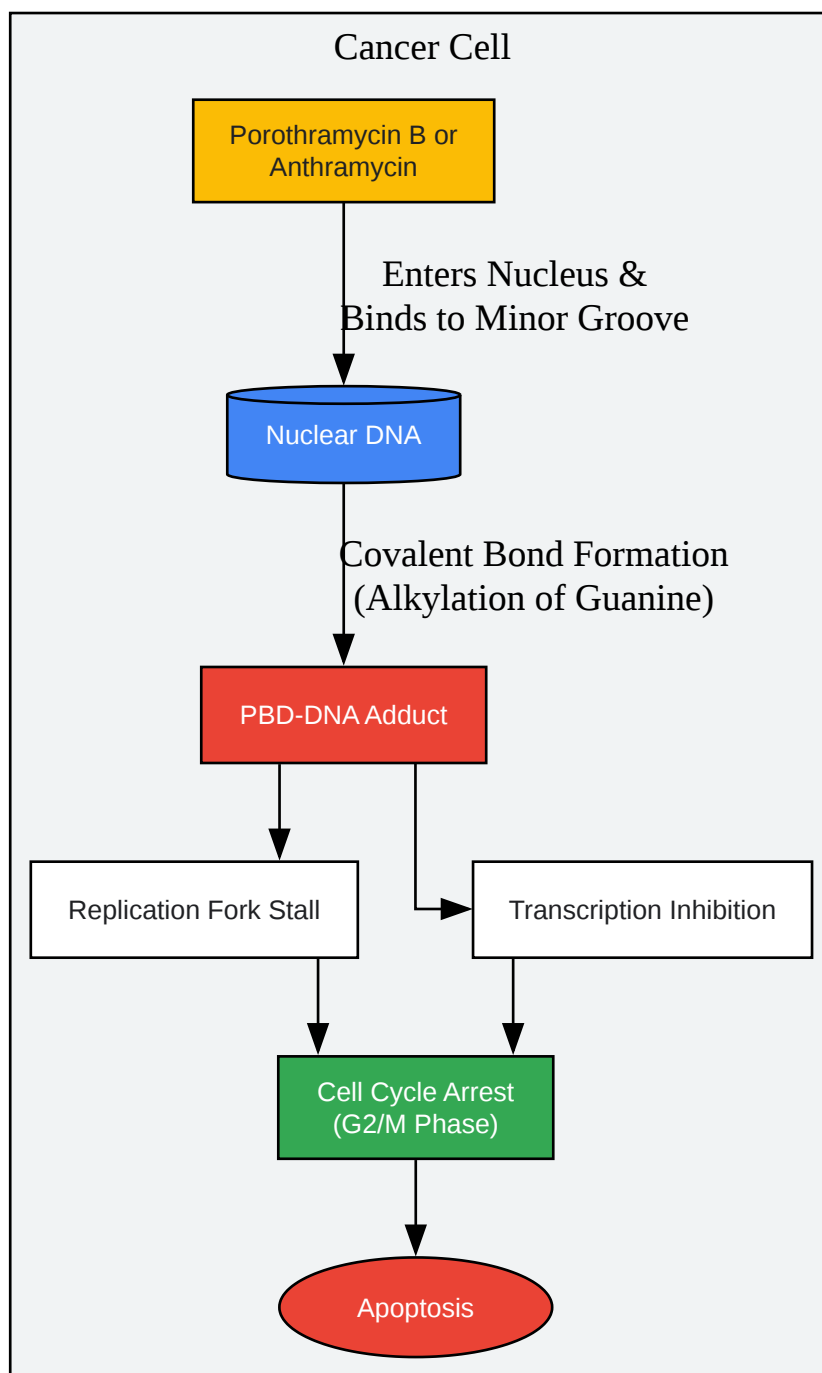 Cancer Cell
Porothramycin B or
Anthramycin
Enters Nucleus &
Binds to Minor Groove
Nuclear DNA
Covalent Bond Formation
(Alkylation of Guanine)
PBD-DNA Adduct
Replication Fork Stall
Transcription Inhibition
Cell Cycle Arrest
(G2/M Phase)
Apoptosis